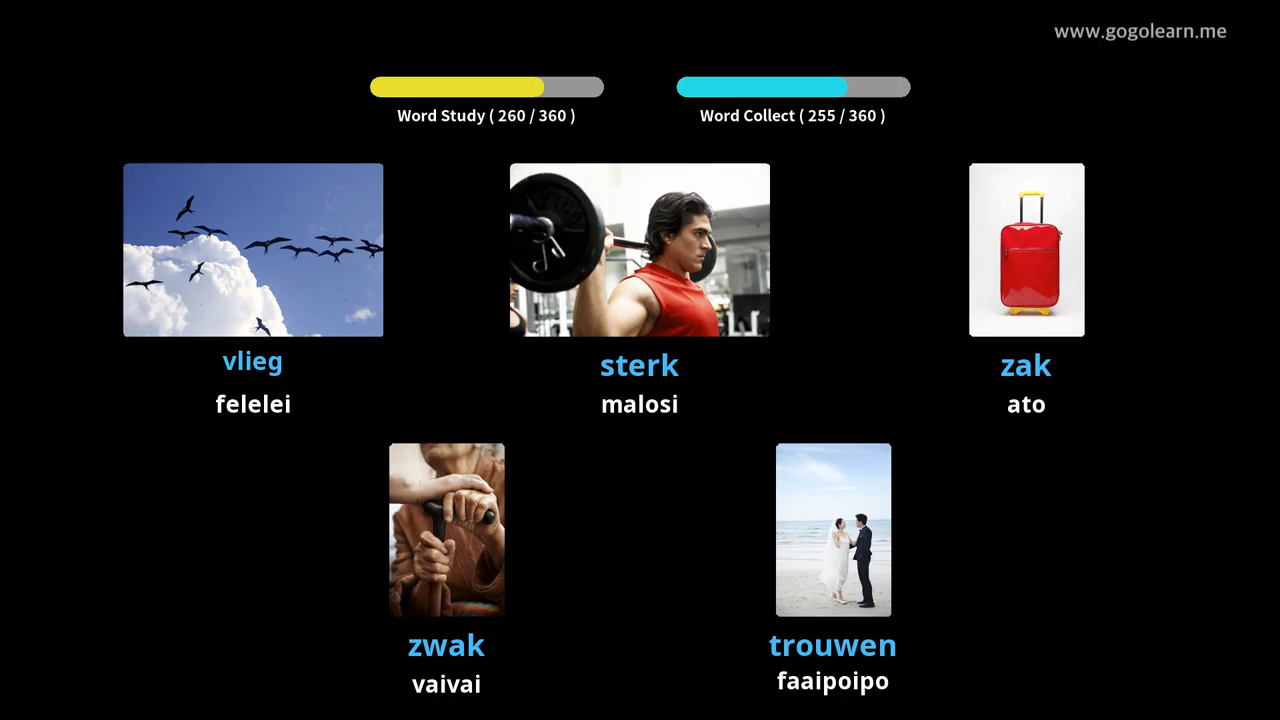 www.gogolearn.me
Word Study ( 260 / 360 )
Word Collect ( 255 / 360 )
vlieg
felelei
sterk
malosi
zak
ato
zwak
vaivai
trouwen
faaipoipo